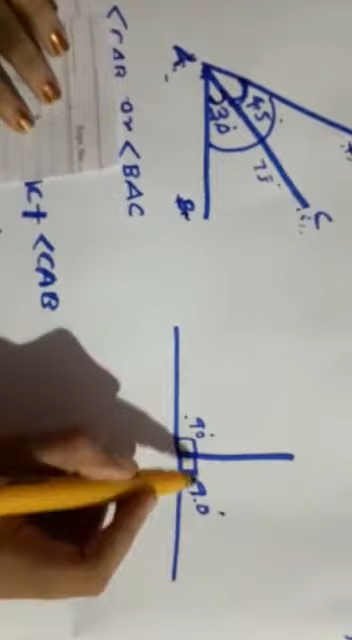 A
45°
30°
75°
B
C
<CAB or <BAC
K + <CAB
90°
90°